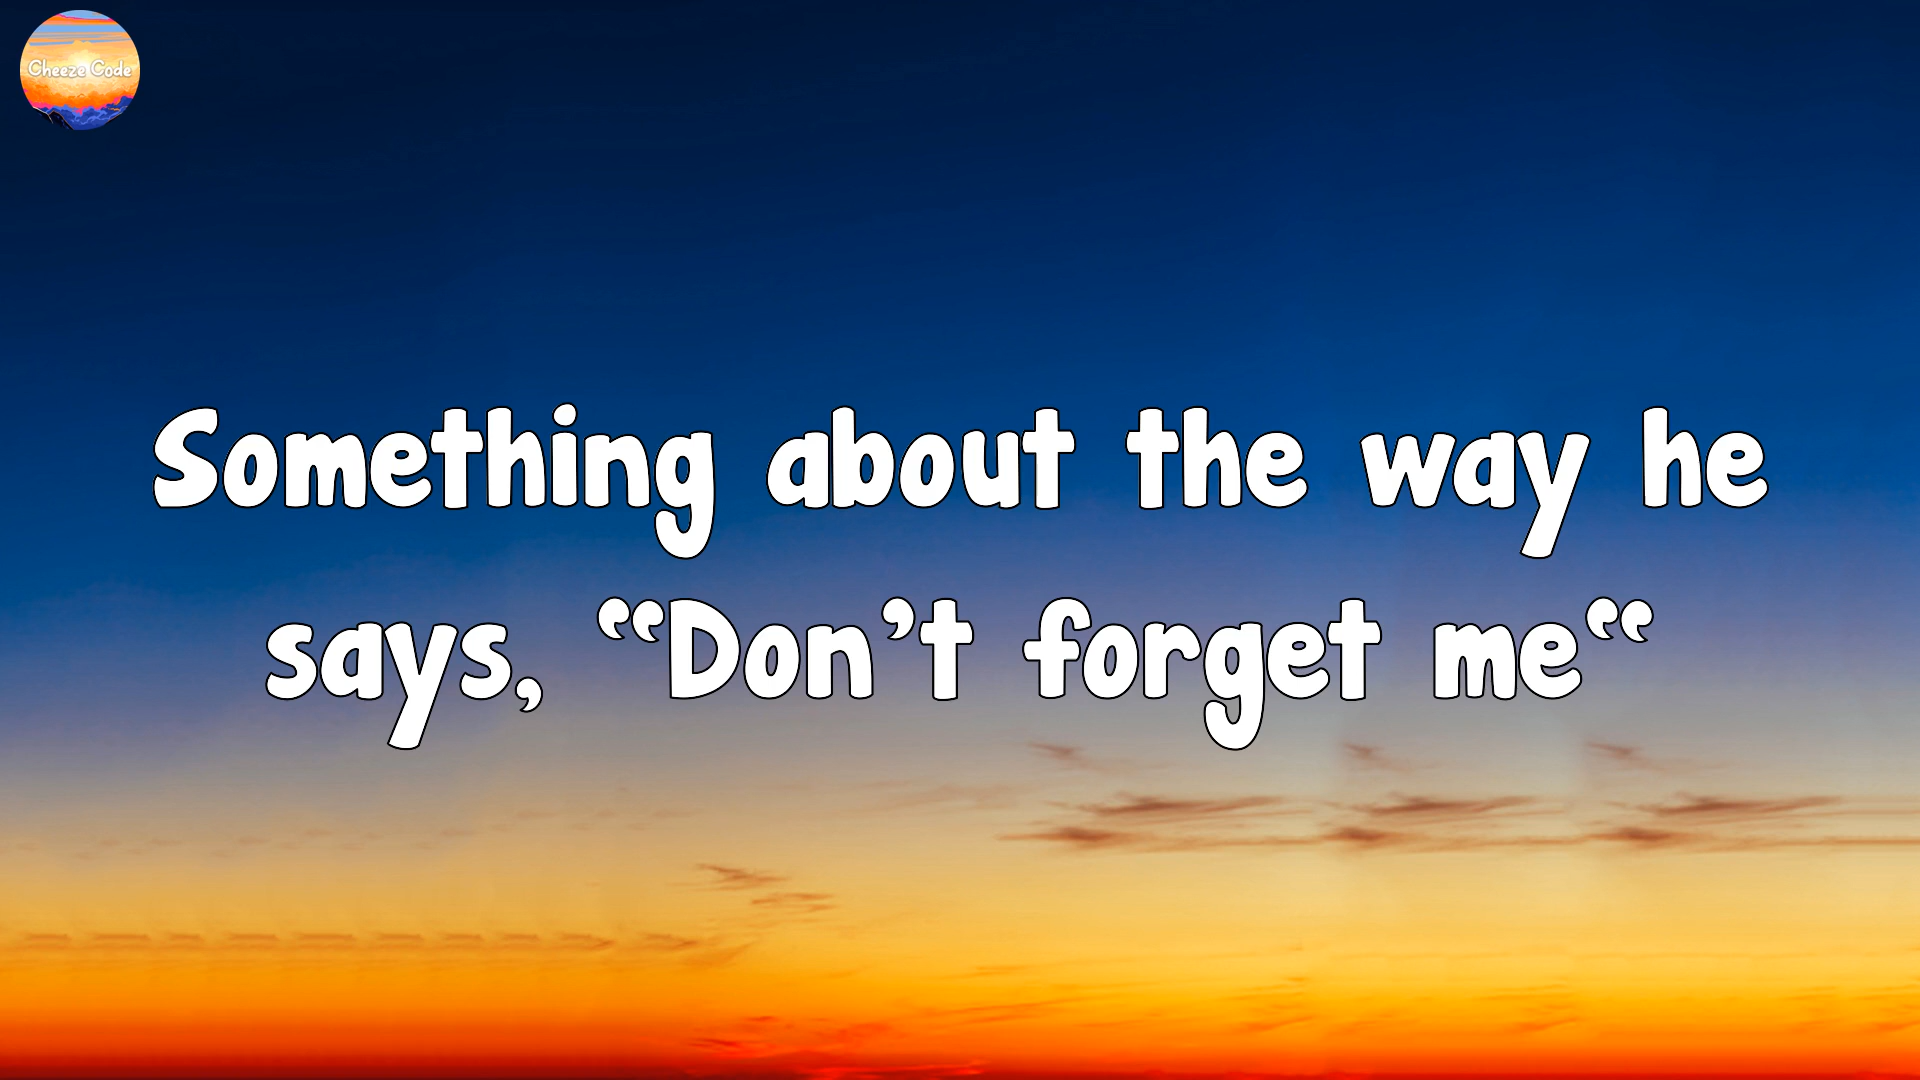 Cheeze Code
Something about the way he
says, “Don’t forget me“